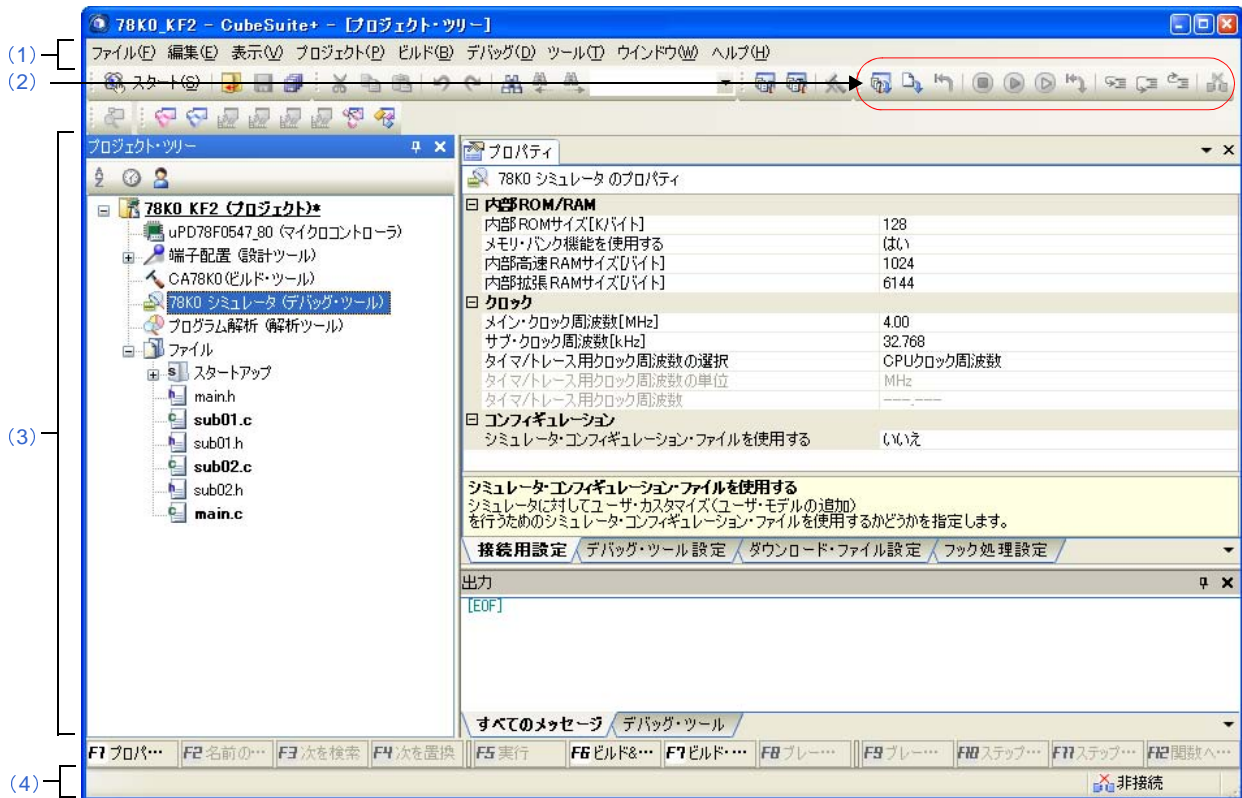 78K0_KF2 - CubeSuite+ - [プロジェクト・ツリー]
(1)
ファイル(F) 編集(E) 表示(V) プロジェクト(P) ビルド(B) デバッグ(D) ツール(T) ウインドウ(W) ヘルプ(H)
(2)
スタート(S)
(3)
プロジェクト・ツリー
78K0_KF2 (プロジェクト)*
uPD78F0547_80 (マイクロコントローラ)
端子配置 (設計ツール)
CA78K0 (ビルド・ツール)
78K0 シミュレータ (デバッグ・ツール)
プログラム解析 (解析ツール)
ファイル
スタートアップ
main.h
sub01.c
sub01.h
sub02.c
sub02.h
main.c
プロパティ
78K0 シミュレータ のプロパティ
内部ROM/RAM
内部ROMサイズ[Kバイト] 128
メモリ・バンク機能を使用する はい
内部高速RAMサイズ[バイト] 1024
内部拡張RAMサイズ[バイト] 6144
クロック
メイン・クロック周波数[MHz] 4.00
サブ・クロック周波数[kHz] 32.768
タイマ/トレース用クロック周波数の選択 CPUクロック周波数
タイマ/トレース用クロック周波数の単位 MHz
タイマ/トレース用クロック周波数 ---.---
コンフィギュレーション
シミュレータ・コンフィギュレーション・ファイルを使用する いいえ
シミュレータ・コンフィギュレーション・ファイルを使用する
シミュレータに対してユーザ・カスタマイズ(ユーザ・モデルの追加)
を行うためのシミュレータ・コンフィギュレーション・ファイルを使用するかどうかを指定します。
接続用設定 デバッグ・ツール設定 ダウンロード・ファイル設定 フック処理設定
出力
[EOF]
すべてのメッセージ デバッグ・ツール
F1 プロパ… F2 名前の… F3 次を検索 F4 次を置換 F5 実行 F6 ビルド&… F7 ビルド・… F8 ブレー… F9 ブレー… F10 ステップ… F11 ステップ… F12 関数へ…
(4)
非接続